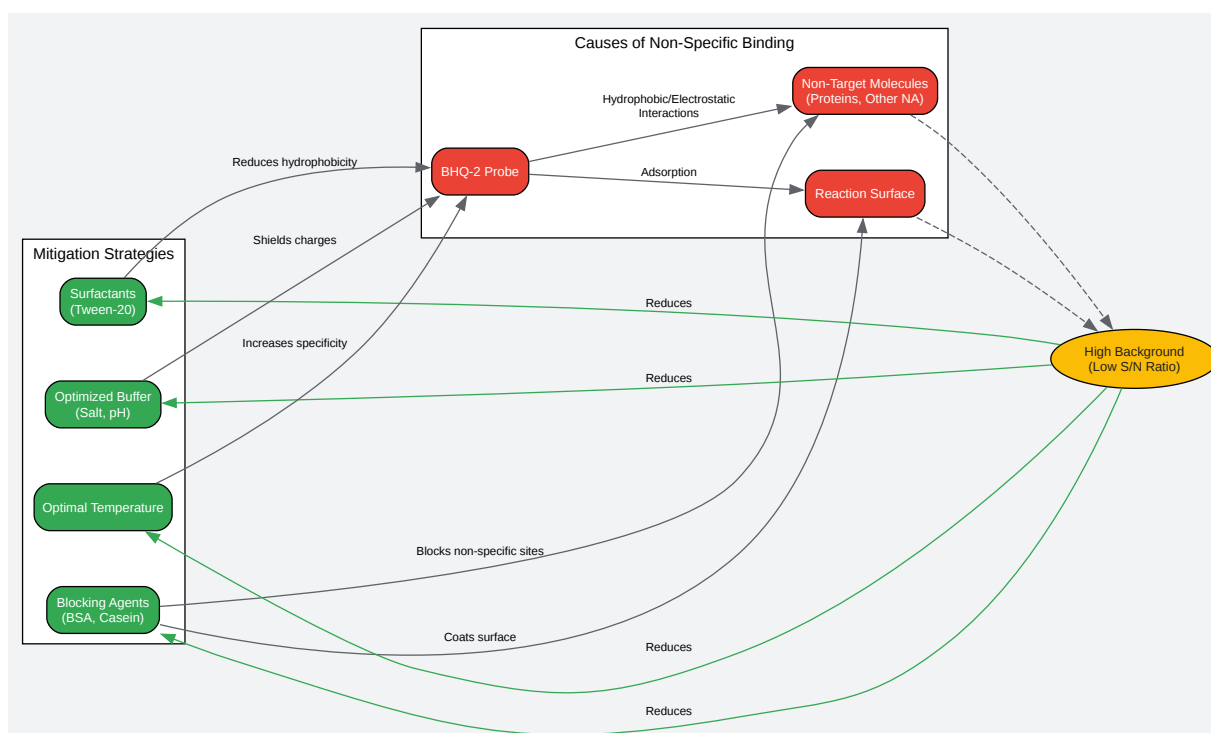 Causes of Non-Specific Binding
Non-Target Molecules
(Proteins, Other NA)
Hydrophobic/Electrostatic
Interactions
Reduces hydrophobicity
BHQ-2 Probe
Adsorption
Reaction Surface
Shields charges
Mitigation Strategies
Surfactants
(Tween-20)
Reduces
Increases specificity
High Background
(Low S/N Ratio)
Reduces
Optimized Buffer
(Salt, pH)
Optimal Temperature
Blocks non-specific sites
Blocking Agents
(BSA, Casein)
Coats surface
Reduces
Reduces